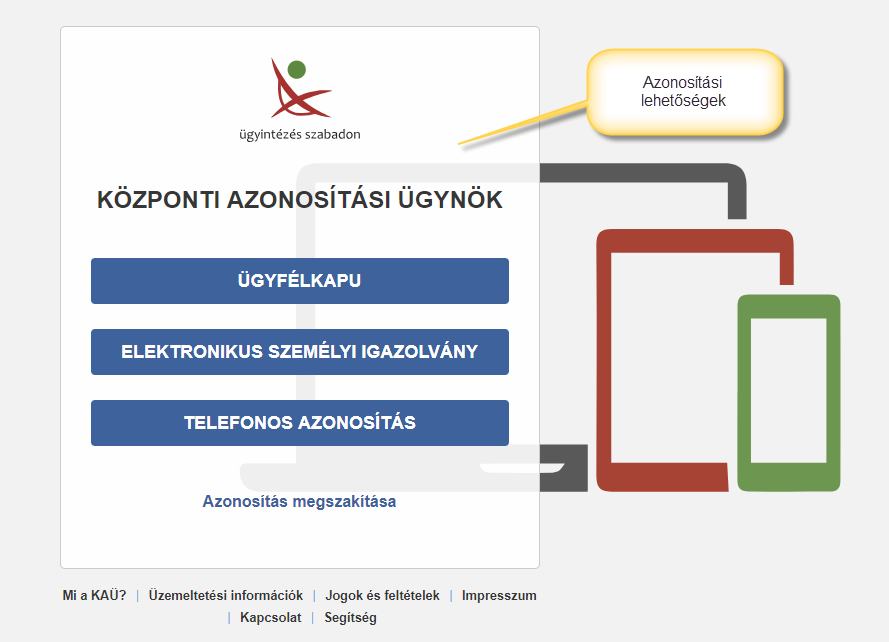 ügyintézés szabadon
Azonosítási
lehetőségek
KÖZPONTI AZONOSÍTÁSI ÜGYNÖK
ÜGYFÉLKAPU
ELEKTRONIKUS SZEMÉLYI IGAZOLVÁNY
TELEFONOS AZONOSÍTÁS
Azonosítás megszakítása
Mi a KAÜ? | Üzemeltetési információk | Jogok és feltételek | Impresszum
| Kapcsolat | Segítség